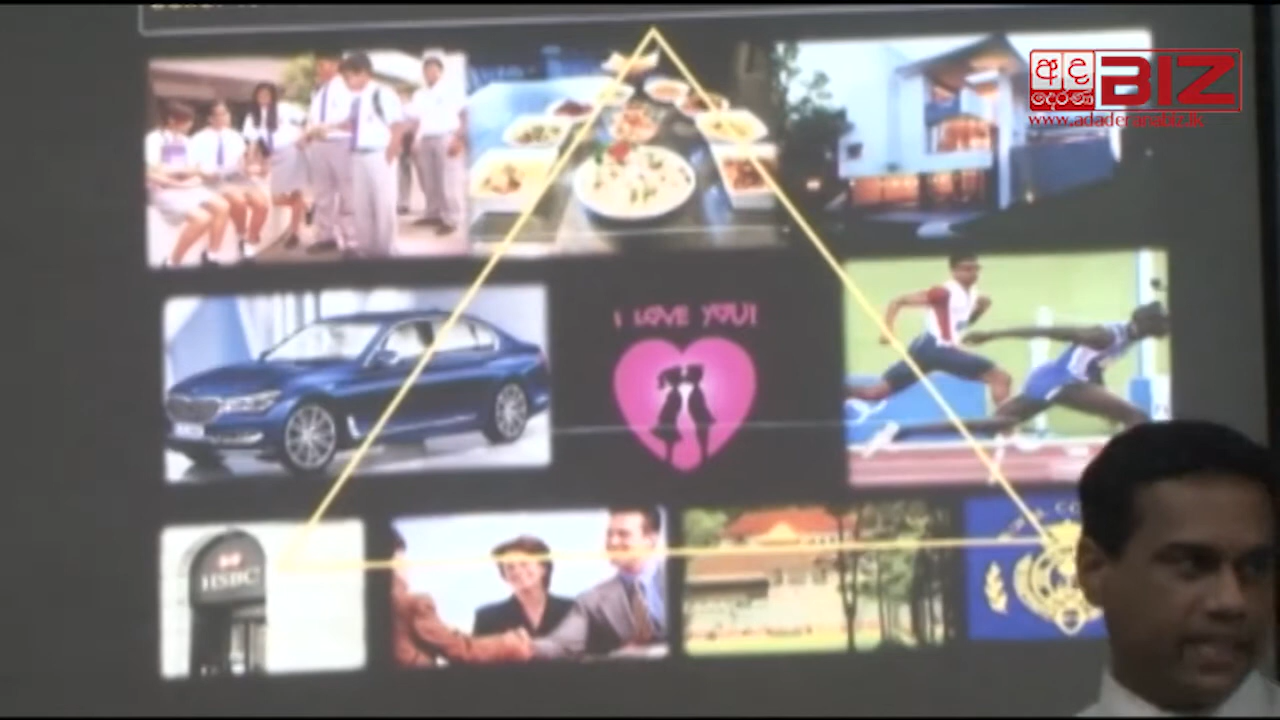 අද
දෙරණ
BIZ
www.adaderanabiz.lk
I LOVE YOU!
HSBC